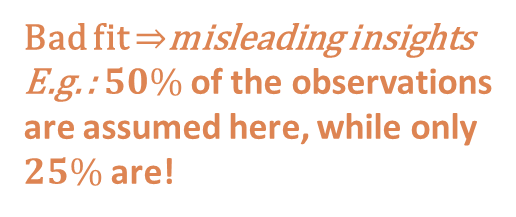 Bad fit ⇒ misleading insights
E.g.: 50% of the observations
are assumed here, while only
25% are!